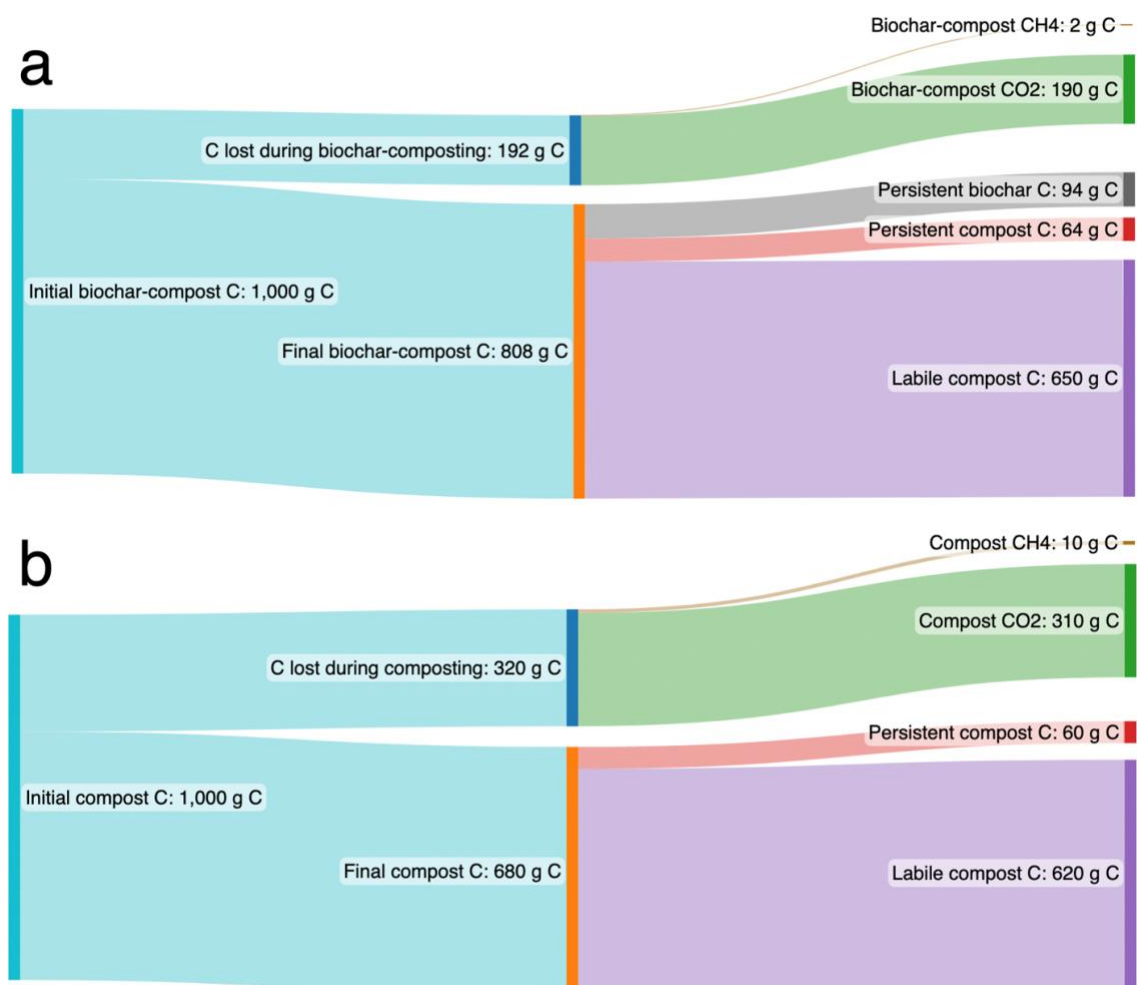 a
Biochar-compost CH4: 2 g C
Biochar-compost CO2: 190 g C
C lost during biochar-composting: 192 g C
Persistent biochar C: 94 g C
Persistent compost C: 64 g C
Initial biochar-compost C: 1,000 g C
Final biochar-compost C: 808 g C
Labile compost C: 650 g C
b
Compost CH4: 10 g C
Compost CO2: 310 g C
C lost during composting: 320 g C
Persistent compost C: 60 g C
Initial compost C: 1,000 g C
Final compost C: 680 g C
Labile compost C: 620 g C